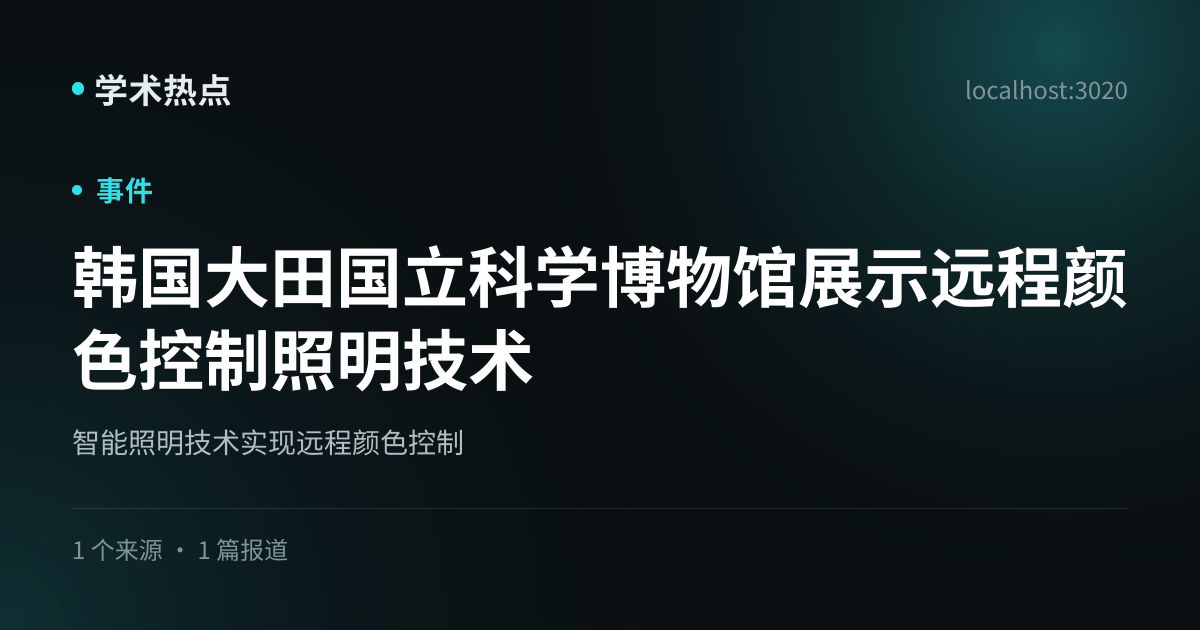 学术热点
localhost:3020
事件
韩国大田国立科学博物馆展示远程颜
色控制照明技术
智能照明技术实现远程颜色控制
1 个来源 · 1 篇报道